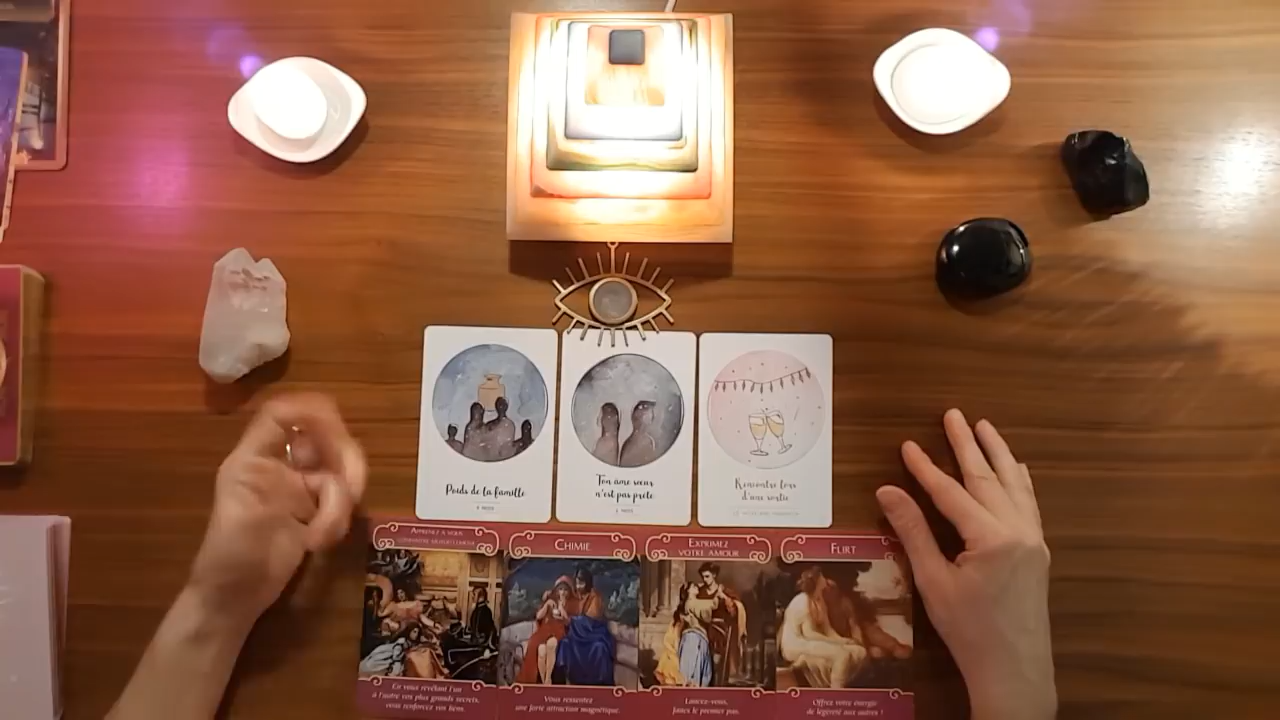 Poids de la famille
Ton âme sœur
n'est pas prête
Rencontre lors
d'une sortie
APPRENEZ À VOUS
CHIMIE
EXPRIMEZ
VOTRE AMOUR
FLIRT
En vous révélant l'un
à l'autre vos plus grands secrets,
vous renforcez vos liens.
Vous ressentez
une forte attraction magnétique.
Lancez-vous,
faites le premier pas.
Offrez votre énergie
de légèreté aux autres !